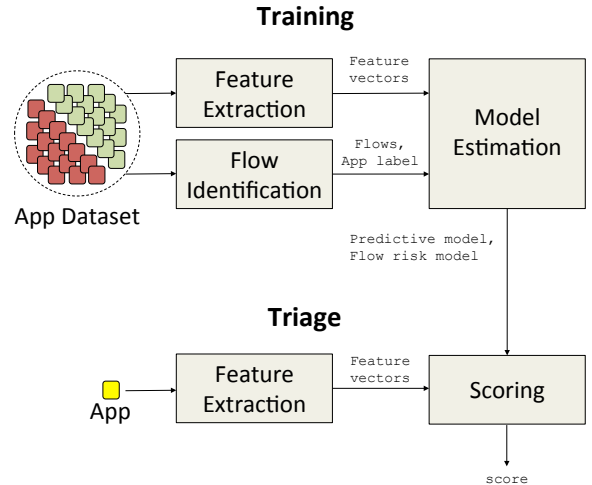 Training
Feature
Extraction
Feature
vectors
Model
Estimation
Flow
Identification
Flows,
App label
App Dataset
Predictive model,
Flow risk model
Triage
App
Feature
Extraction
Feature
vectors
Scoring
score